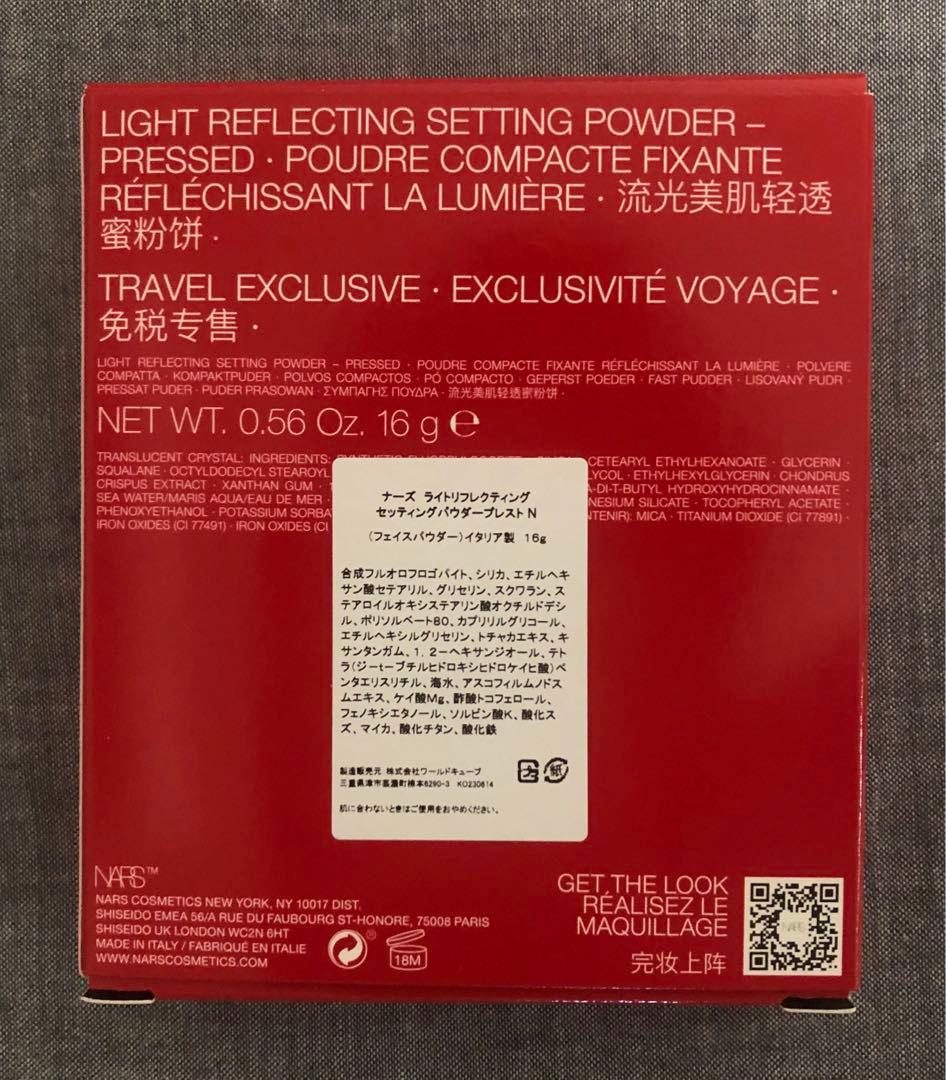 LIGHT REFLECTING SETTING POWDER –
PRESSED · POUDRE COMPACTE FIXANTE
RÉFLÉCHISSANT LA LUMIÈRE · 流光美肌轻透
蜜粉饼 ·
TRAVEL EXCLUSIVE · EXCLUSIVITÉ VOYAGE ·
免税专售 ·
LIGHT REFLECTING SETTING POWDER – PRESSED · POUDRE COMPACTE FIXANTE RÉFLÉCHISSANT LA LUMIÈRE · POLVERE
COMPATTA · KOMPAKTPUDER · POLVOS COMPACTOS · PÓ COMPACTO · GEPERST POEDER · FAST PUDDER · LISOVANÝ PUDR ·
PRESSAT PUDER · PUDER PRASOWAN · ΣΥΜΠΑΓΗΣ ΠΟΥΔΡΑ · 流光美肌轻透蜜粉饼 ·
NET WT. 0.56 Oz. 16 g ℮
TRANSLUCENT CRYSTAL: INGREDIENTS: CETEARYL ETHYLHEXANOATE · GLYCERIN ·
SQUALANE · OCTYLDODECYL STEAROYL LYCOL · ETHYLHEXYLGLYCERIN · CHONDRUS
CRISPUS EXTRACT · XANTHAN GUM · A-DI-T-BUTYL HYDROXYHYDROCINNAMATE ·
SEA WATER/MARIS AQUA/EAU DE MER · NESIUM SILICATE · TOCOPHERYL ACETATE ·
PHENOXYETHANOL · POTASSIUM SORBA TENIR): MICA · TITANIUM DIOXIDE (CI 77891) ·
IRON OXIDES (CI 77491) · IRON OXIDES (CI
ナーズ ライトリフレクティング
セッティングパウダープレスト N
(フェイスパウダー)イタリア製 16g
合成フルオロフロゴパイト、シリカ、エチルヘキ
サン酸セテアリル、グリセリン、スクワラン、ス
テアロイルオキシステアリン酸オクチルドデシ
ル、ポリソルベート80、カプリリルグリコール、
エチルヘキシルグリセリン、トチャカエキス、キ
サンタンガム、1,2-ヘキサンジオール、テト
ラ(ジ-t-ブチルヒドロキシヒドロケイヒ酸)ペ
ンタエリスリチル、海水、アスコフィルムノドス
ムエキス、ケイ酸Mg、酢酸トコフェロール、
フェノキシエタノール、ソルビン酸K、酸化ス
ズ、マイカ、酸化チタン、酸化鉄
製造販売元 株式会社ワールドキューブ
三重県津市高濃町椋本6290-3 KO230614
肌に合わないときはご使用をおやめください。
プラ 紙
NARS™
NARS COSMETICS NEW YORK, NY 10017 DIST.
SHISEIDO EMEA 56/A RUE DU FAUBOURG ST-HONORE, 75008 PARIS
SHISEIDO UK LONDON WC2N 6HT
MADE IN ITALY / FABRIQUÉ EN ITALIE
WWW.NARSCOSMETICS.COM
18M
GET THE LOOK
RÉALISEZ LE
MAQUILLAGE
完妆上阵
NARS